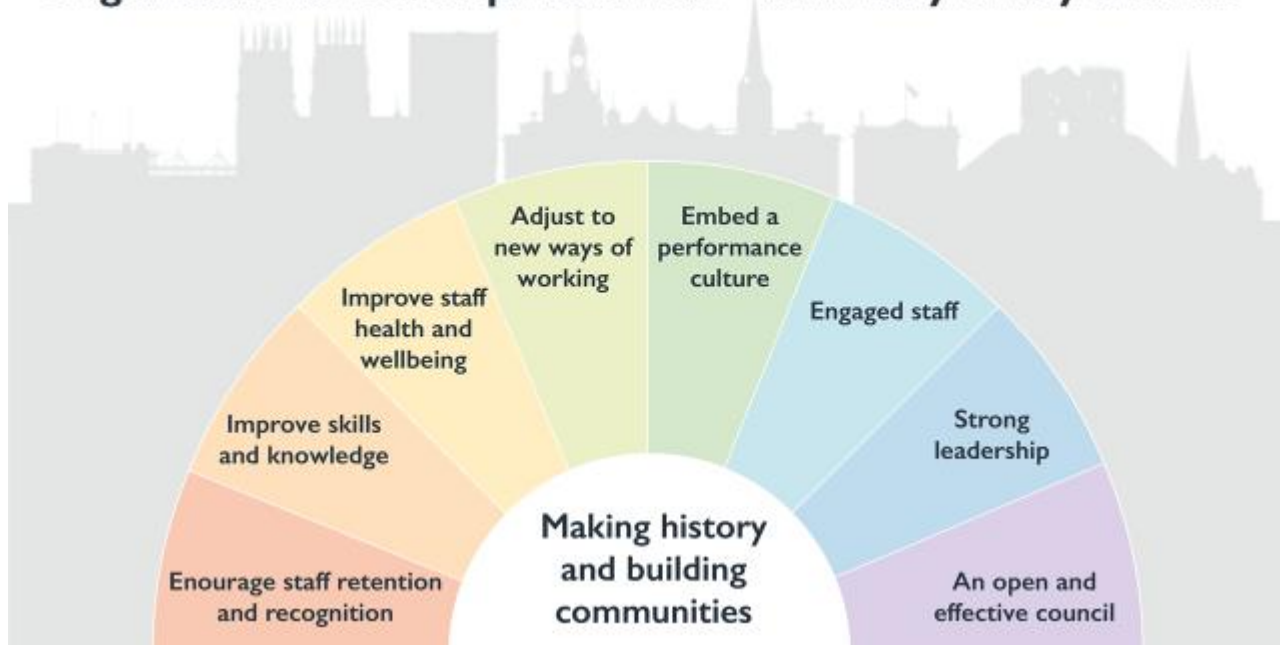 Adjust to
new ways of
working
Embed a
performance
culture
Improve staff
health and
wellbeing
Engaged staff
Improve skills
and knowledge
Strong
leadership
Enourage staff retention
and recognition
Making history
and building
communities
An open and
effective council